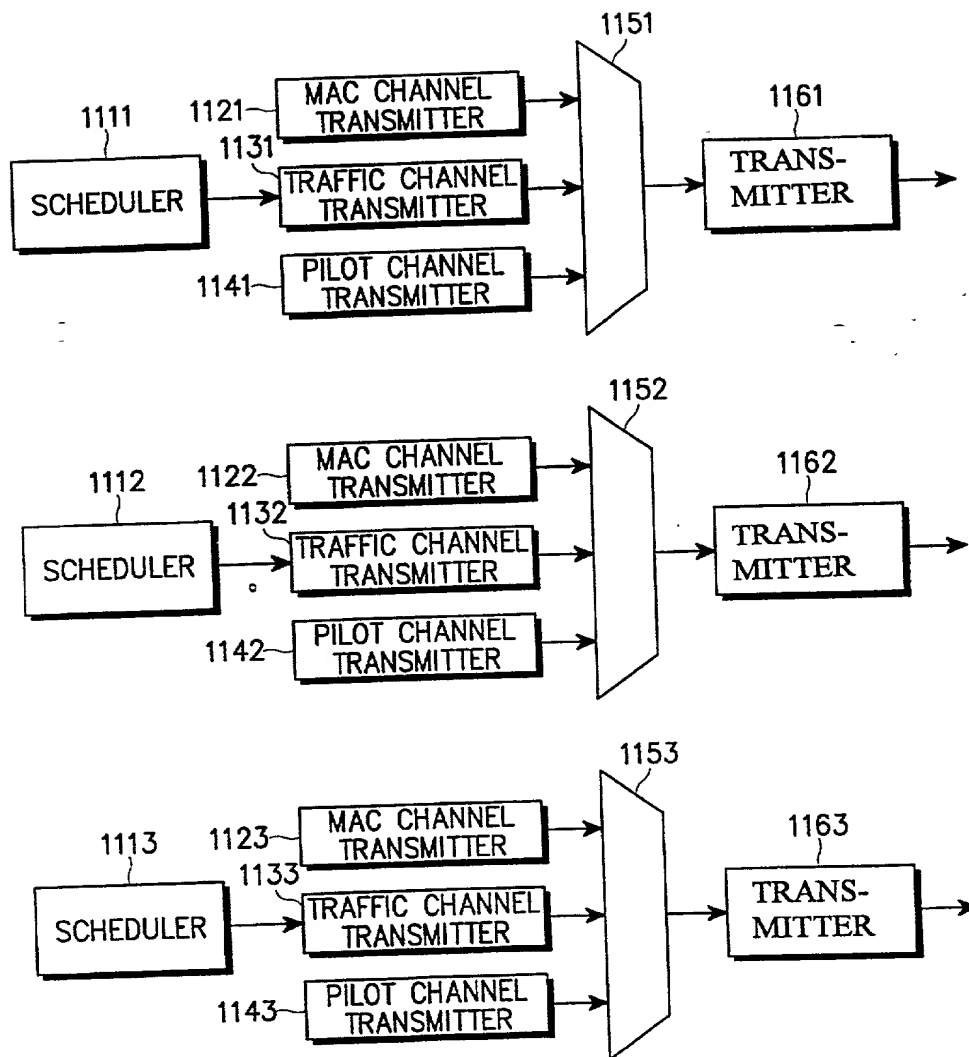 1151
MAC CHANNEL
TRANSMITTER
1121
1111
1131
1161
SCHEDULER
TRAFFIC CHANNEL
TRANSMITTER
TRANS-
MITTER
PILOT CHANNEL
TRANSMITTER
1141
1152
MAC CHANNEL
TRANSMITTER
1122
1112
1132
1162
SCHEDULER
TRAFFIC CHANNEL
TRANSMITTER
TRANS-
MITTER
PILOT CHANNEL
TRANSMITTER
1142
1153
MAC CHANNEL
TRANSMITTER
1123
1113
1133
1163
SCHEDULER
TRAFFIC CHANNEL
TRANSMITTER
TRANS-
MITTER
PILOT CHANNEL
TRANSMITTER
1143